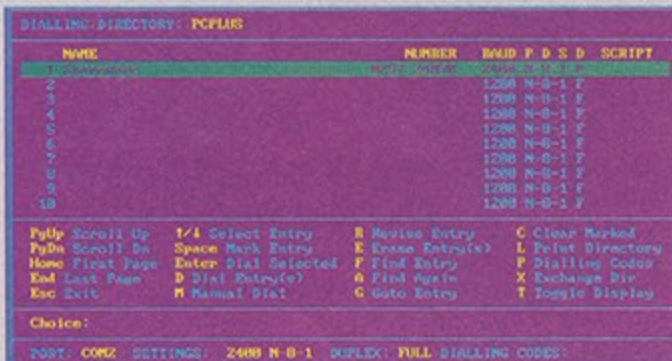 DIALLING DIRECTORY: PCPLUS
NAME NUMBER BAUD P D S D SCRIPT
1 2400 N-8-1 F
2 1200 N-8-1 F
3 1200 N-8-1 F
4 1200 N-8-1 F
5 1200 N-8-1 F
6 1200 N-8-1 F
7 1200 N-8-1 F
8 1200 N-8-1 F
9 1200 N-8-1 F
10 1200 N-8-1 F
PgUp Scroll Up ↑/↓ Select Entry R Revise Entry C Clear Marked
PgDn Scroll Dn Space Mark Entry E Erase Entry(s) L Print Directory
Home First Page Enter Dial Selected F Find Entry P Dialling Codes
End Last Page D Dial Entry(s) A Find Again X Exchange Dir
Esc Exit M Manual Dial G Goto Entry T Toggle Display
Choice:
PORT: COM2 SETTINGS: 2400 N-8-1 DUPLEX: FULL DIALLING CODES: